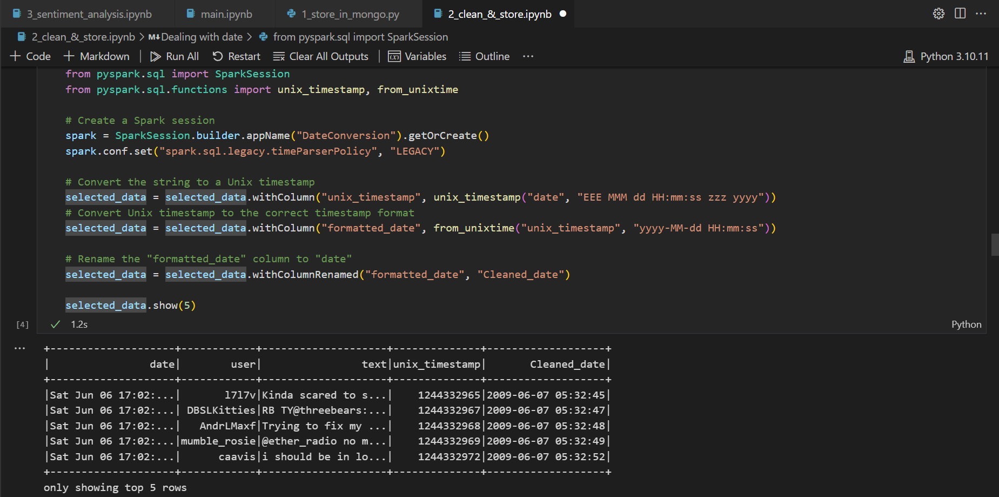 3_sentiment_analysis.ipynb main.ipynb 1_store_in_mongo.py 2_clean_&_store.ipynb
2_clean_&_store.ipynb > M↓Dealing with date > from pyspark.sql import SparkSession
+ Code + Markdown | Run All Restart Clear All Outputs | (x) Variables Outline ... Python 3.10.11
from pyspark.sql import SparkSession
from pyspark.sql.functions import unix_timestamp, from_unixtime
# Create a Spark session
spark = SparkSession.builder.appName("DateConversion").getOrCreate()
spark.conf.set("spark.sql.legacy.timeParserPolicy", "LEGACY")
# Convert the string to a Unix timestamp
selected_data = selected_data.withColumn("unix_timestamp", unix_timestamp("date", "EEE MMM dd HH:mm:ss zzz yyyy"))
# Convert Unix timestamp to the correct timestamp format
selected_data = selected_data.withColumn("formatted_date", from_unixtime("unix_timestamp", "yyyy-MM-dd HH:mm:ss"))
# Rename the "formatted_date" column to "date"
selected_data = selected_data.withColumnRenamed("formatted_date", "Cleaned_date")
selected_data.show(5)
[4] 1.2s Python
+--------------------+------------+--------------------+--------------+-------------------+
|                date|        user|                text|unix_timestamp|       Cleaned_date|
+--------------------+------------+--------------------+--------------+-------------------+
|Sat Jun 06 17:02:...|       l7l7v|Kinda scared to s...|    1244332965|2009-06-07 05:32:45|
|Sat Jun 06 17:02:...| DBSLKitties|RB TY@threebears:...|    1244332967|2009-06-07 05:32:47|
|Sat Jun 06 17:02:...|   AndrLMaxf|Trying to fix my ...|    1244332968|2009-06-07 05:32:48|
|Sat Jun 06 17:02:...|mumble_rosie|@ether_radio no m...|    1244332969|2009-06-07 05:32:49|
|Sat Jun 06 17:02:...|      caavis|i should be in lo...|    1244332972|2009-06-07 05:32:52|
+--------------------+------------+--------------------+--------------+-------------------+
only showing top 5 rows